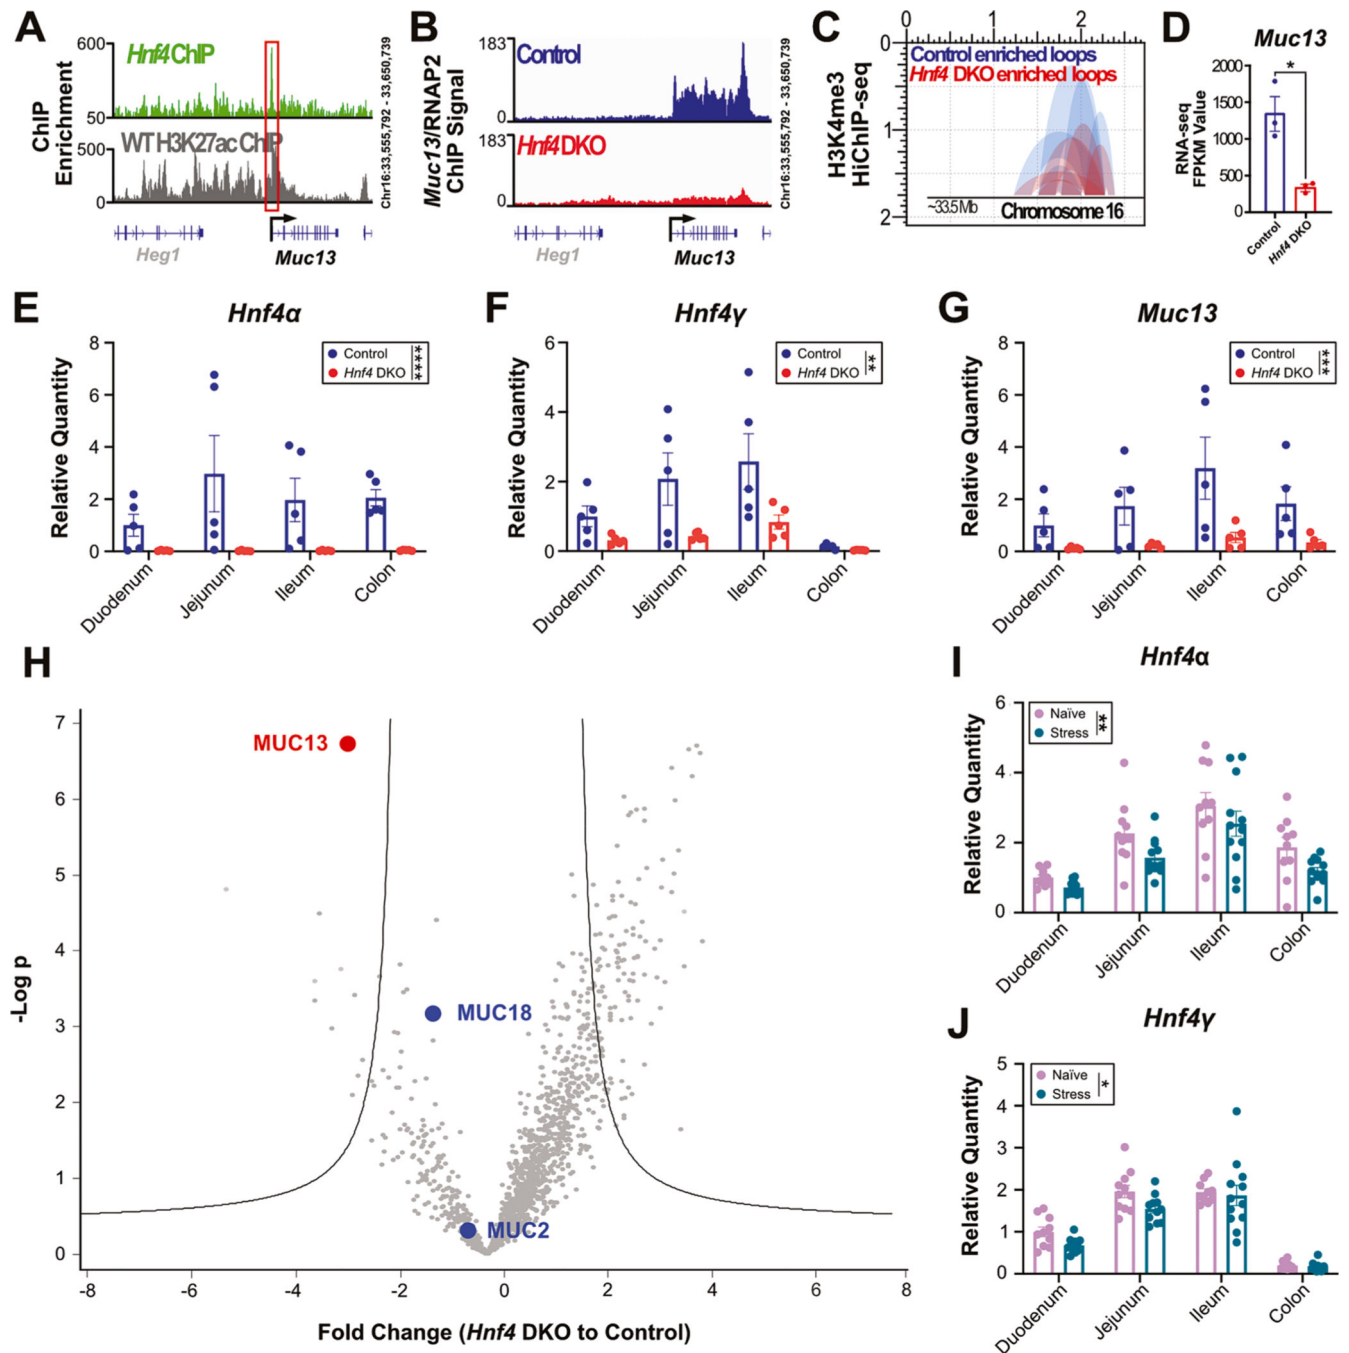 A
ChIP
Enrichment
600
50
500
0
Hnf4 ChIP
WT H3K27ac ChIP
Chr16:33,555,792 - 33,650,739
Heg1
Muc13
B
Muc13/RNAP2
ChIP Signal
183
0
183
0
Control
Hnf4 DKO
Chr16:33,555,792 - 33,650,739
Heg1
Muc13
C
H3K4me3
HiChIP-seq
0
1
2
0
1
2
Control enriched loops
Hnf4 DKO enriched loops
~33.5 Mb
Chromosome 16
D
Muc13
RNA-seq
FPKM Value
2000
1500
1000
500
0
*
Control
Hnf4 DKO
E
Hnf4α
Relative Quantity
8
6
4
2
0
Control
Hnf4 DKO
****
Duodenum
Jejunum
Ileum
Colon
F
Hnf4γ
Relative Quantity
6
4
2
0
Control
Hnf4 DKO
**
Duodenum
Jejunum
Ileum
Colon
G
Muc13
Relative Quantity
8
6
4
2
0
Control
Hnf4 DKO
***
Duodenum
Jejunum
Ileum
Colon
H
-Log p
7
6
5
4
3
2
1
0
MUC13
MUC18
MUC2
-8
-6
-4
-2
0
2
4
6
8
Fold Change (Hnf4 DKO to Control)
I
Hnf4α
Relative Quantity
6
4
2
0
Naïve
Stress
**
Duodenum
Jejunum
Ileum
Colon
J
Hnf4γ
Relative Quantity
5
4
3
2
1
0
Naïve
Stress
*
Duodenum
Jejunum
Ileum
Colon